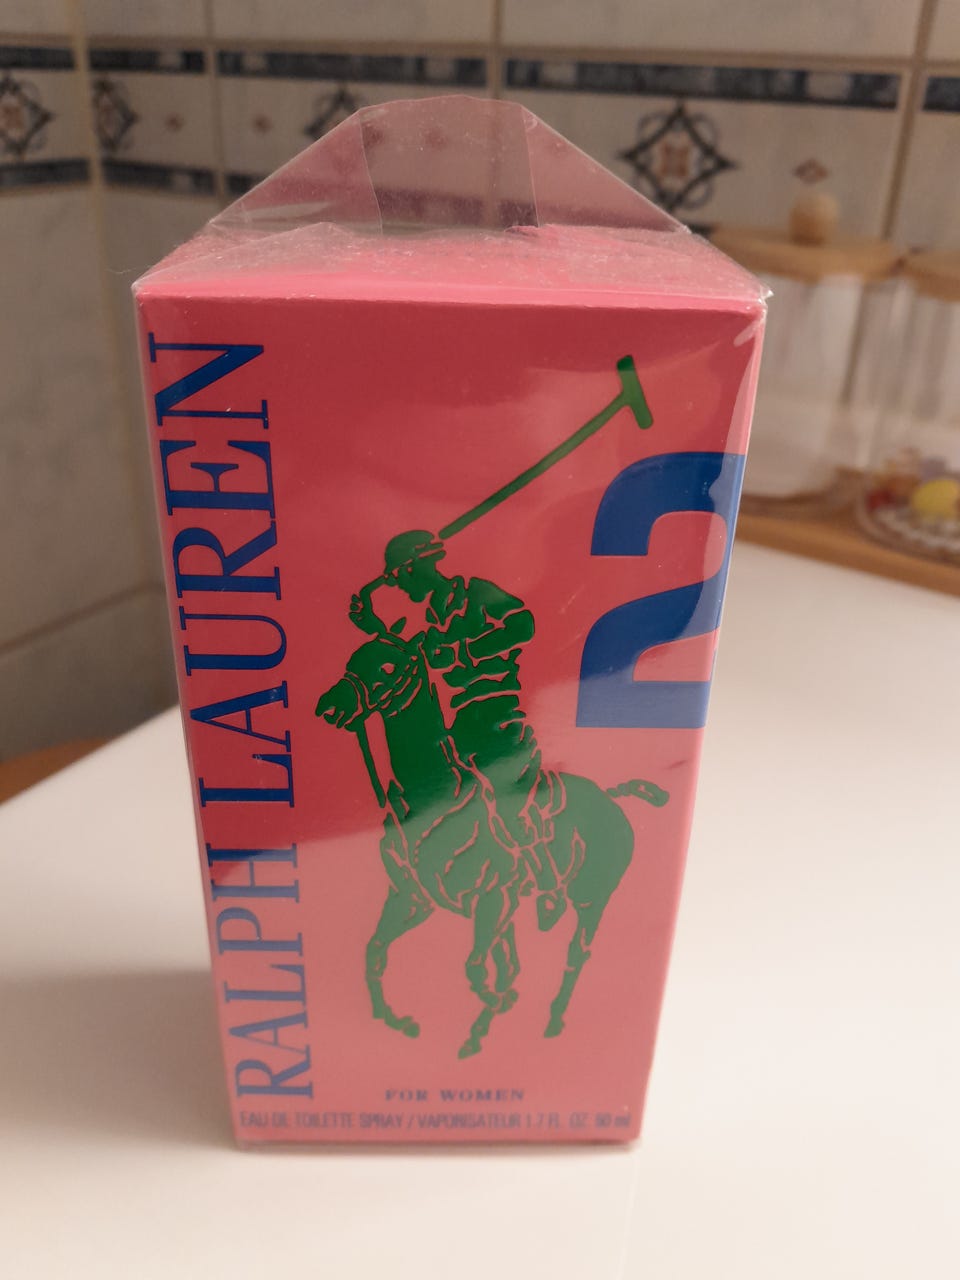 RALPH LAUREN
2
FOR WOMEN
EAU DE TOILETTE SPRAY / VAPORISATEUR 1.7 FL. OZ. 50 ml